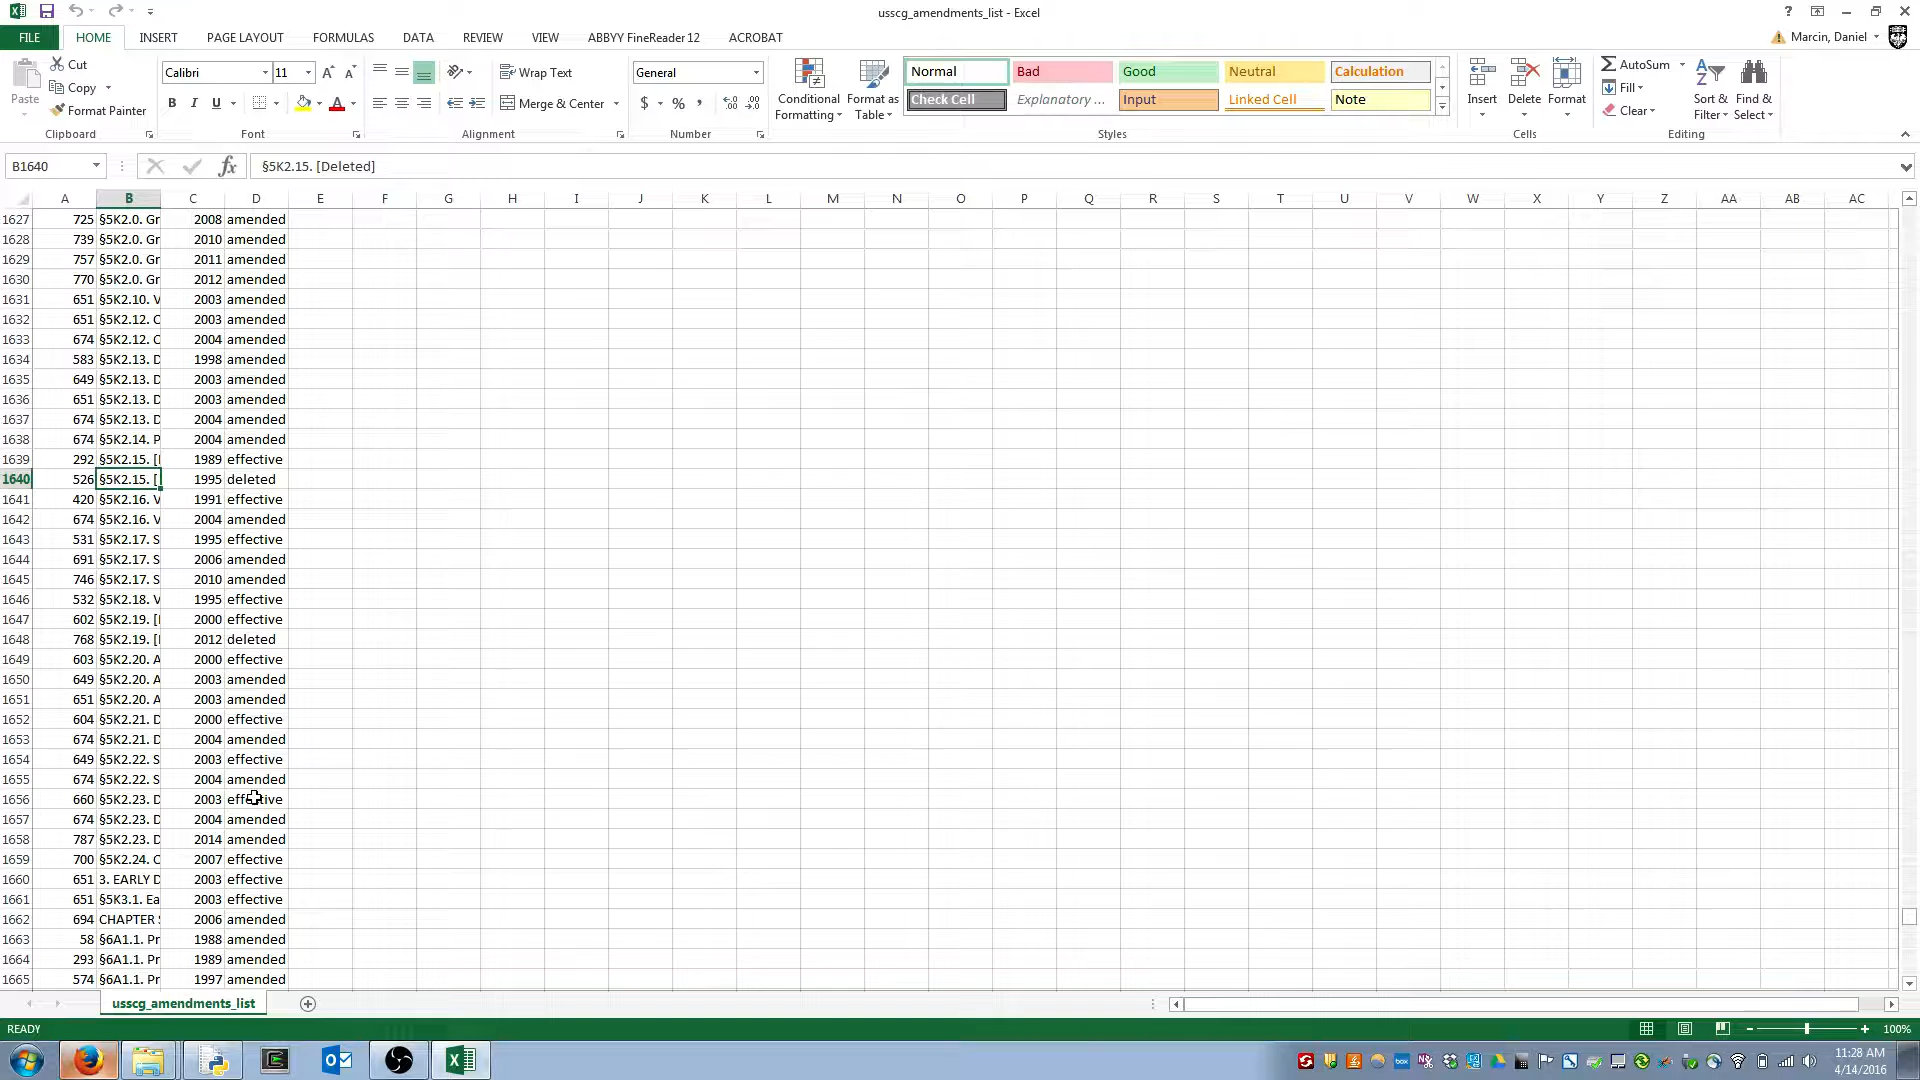 usscg_amendments_list - Excel
FILE HOME INSERT PAGE LAYOUT FORMULAS DATA REVIEW VIEW ABBYY FineReader 12 ACROBAT Marcin, Daniel
Paste Cut Copy Format Painter Clipboard
Calibri 11 B I U Font
Wrap Text Merge & Center Alignment
General $ % , Number
Conditional Formatting Format as Table
Normal Bad Good Neutral Calculation
Check Cell Explanatory ... Input Linked Cell Note
Styles
Insert Delete Format Cells
AutoSum Fill Clear Sort & Filter Find & Select Editing
B1640 fx §5K2.15. [Deleted]
A B C D E F G H I J K L M N O P Q R S T U V W X Y Z AA AB AC
1627 725 §5K2.0. Gr 2008 amended
1628 739 §5K2.0. Gr 2010 amended
1629 757 §5K2.0. Gr 2011 amended
1630 770 §5K2.0. Gr 2012 amended
1631 651 §5K2.10. V 2003 amended
1632 651 §5K2.12. C 2003 amended
1633 674 §5K2.12. C 2004 amended
1634 583 §5K2.13. D 1998 amended
1635 649 §5K2.13. D 2003 amended
1636 651 §5K2.13. D 2003 amended
1637 674 §5K2.13. D 2004 amended
1638 674 §5K2.14. P 2004 amended
1639 292 §5K2.15. [ 1989 effective
1640 526 §5K2.15. [ 1995 deleted
1641 420 §5K2.16. V 1991 effective
1642 674 §5K2.16. V 2004 amended
1643 531 §5K2.17. S 1995 effective
1644 691 §5K2.17. S 2006 amended
1645 746 §5K2.17. S 2010 amended
1646 532 §5K2.18. V 1995 effective
1647 602 §5K2.19. [ 2000 effective
1648 768 §5K2.19. [ 2012 deleted
1649 603 §5K2.20. A 2000 effective
1650 649 §5K2.20. A 2003 amended
1651 651 §5K2.20. A 2003 amended
1652 604 §5K2.21. D 2000 effective
1653 674 §5K2.21. D 2004 amended
1654 649 §5K2.22. S 2003 effective
1655 674 §5K2.22. S 2004 amended
1656 660 §5K2.23. D 2003 effective
1657 674 §5K2.23. D 2004 amended
1658 787 §5K2.23. D 2014 amended
1659 700 §5K2.24. C 2007 effective
1660 651 3. EARLY D 2003 effective
1661 651 §5K3.1. Ea 2003 effective
1662 694 CHAPTER 2006 amended
1663 58 §6A1.1. Pr 1988 amended
1664 293 §6A1.1. Pr 1989 amended
1665 574 §6A1.1. Pr 1997 amended
usscg_amendments_list
READY 100%
11:28 AM
4/14/2016